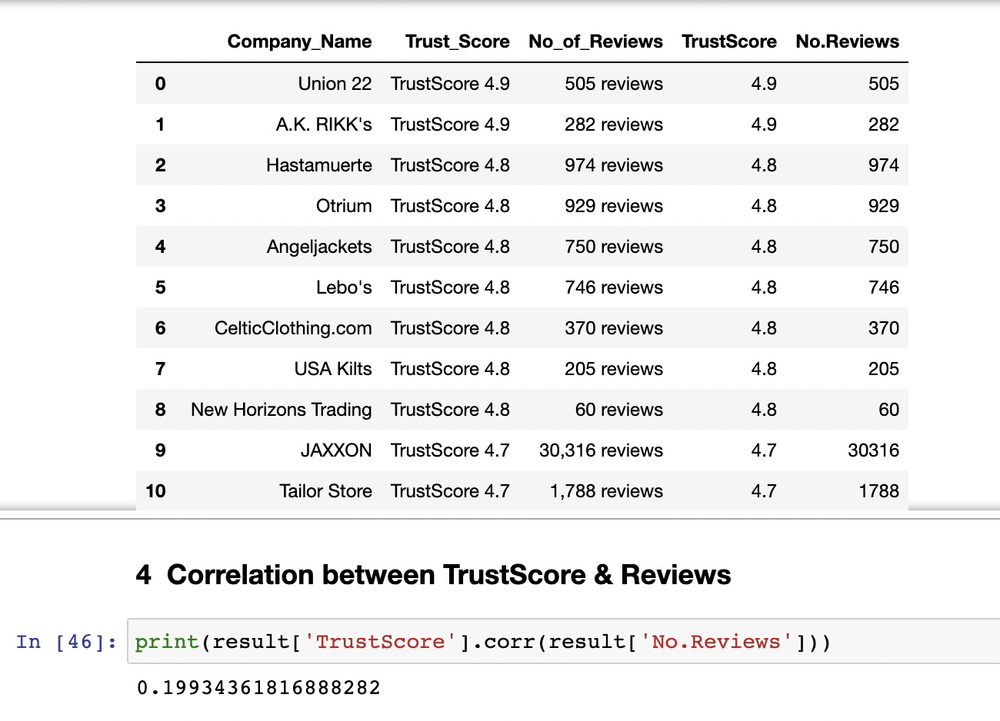 Company_Name Trust_Score No_of_Reviews TrustScore No.Reviews
0 Union 22 TrustScore 4.9 505 reviews 4.9 505
1 A.K. RIKK's TrustScore 4.9 282 reviews 4.9 282
2 Hastamuerte TrustScore 4.8 974 reviews 4.8 974
3 Otrium TrustScore 4.8 929 reviews 4.8 929
4 Angeljackets TrustScore 4.8 750 reviews 4.8 750
5 Lebo's TrustScore 4.8 746 reviews 4.8 746
6 CelticClothing.com TrustScore 4.8 370 reviews 4.8 370
7 USA Kilts TrustScore 4.8 205 reviews 4.8 205
8 New Horizons Trading TrustScore 4.8 60 reviews 4.8 60
9 JAXXON TrustScore 4.7 30,316 reviews 4.7 30316
10 Tailor Store TrustScore 4.7 1,788 reviews 4.7 1788
4 Correlation between TrustScore & Reviews
In [46]: print(result['TrustScore'].corr(result['No.Reviews']))
0.19934361816888282